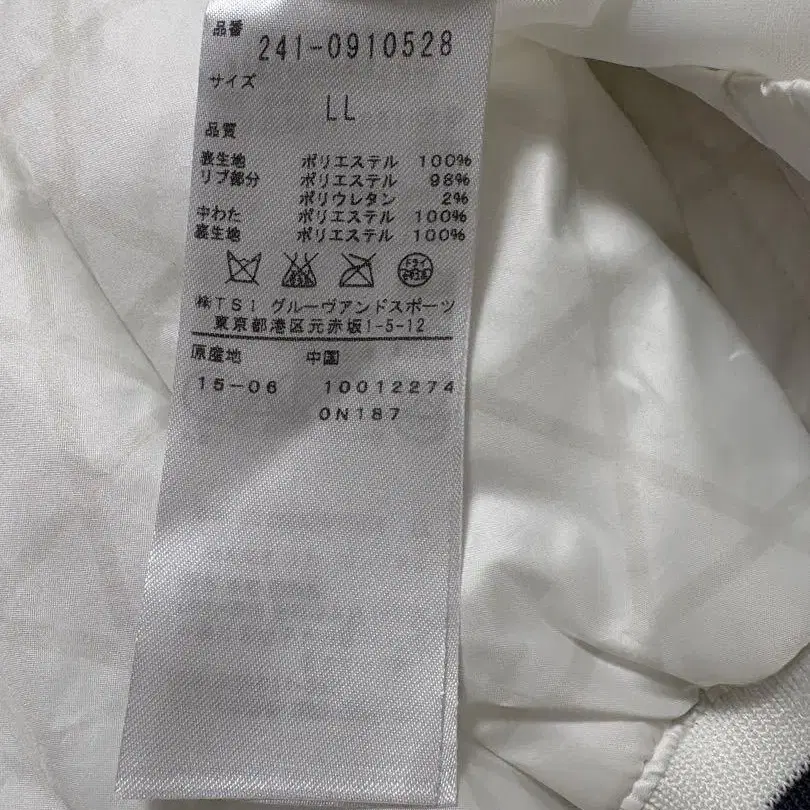 品番
241-0910528
サイズ
LL
品質
表生地 ポリエステル 100%
リブ部分 ポリエステル 98%
ポリウレタン 2%
中わた ポリエステル 100%
裏生地 ポリエステル 100%
ドライ
㈱TSI グルーヴアンドスポーツ
東京都港区元赤坂1-5-12
原産地 中国
15-06 10012274
0N187